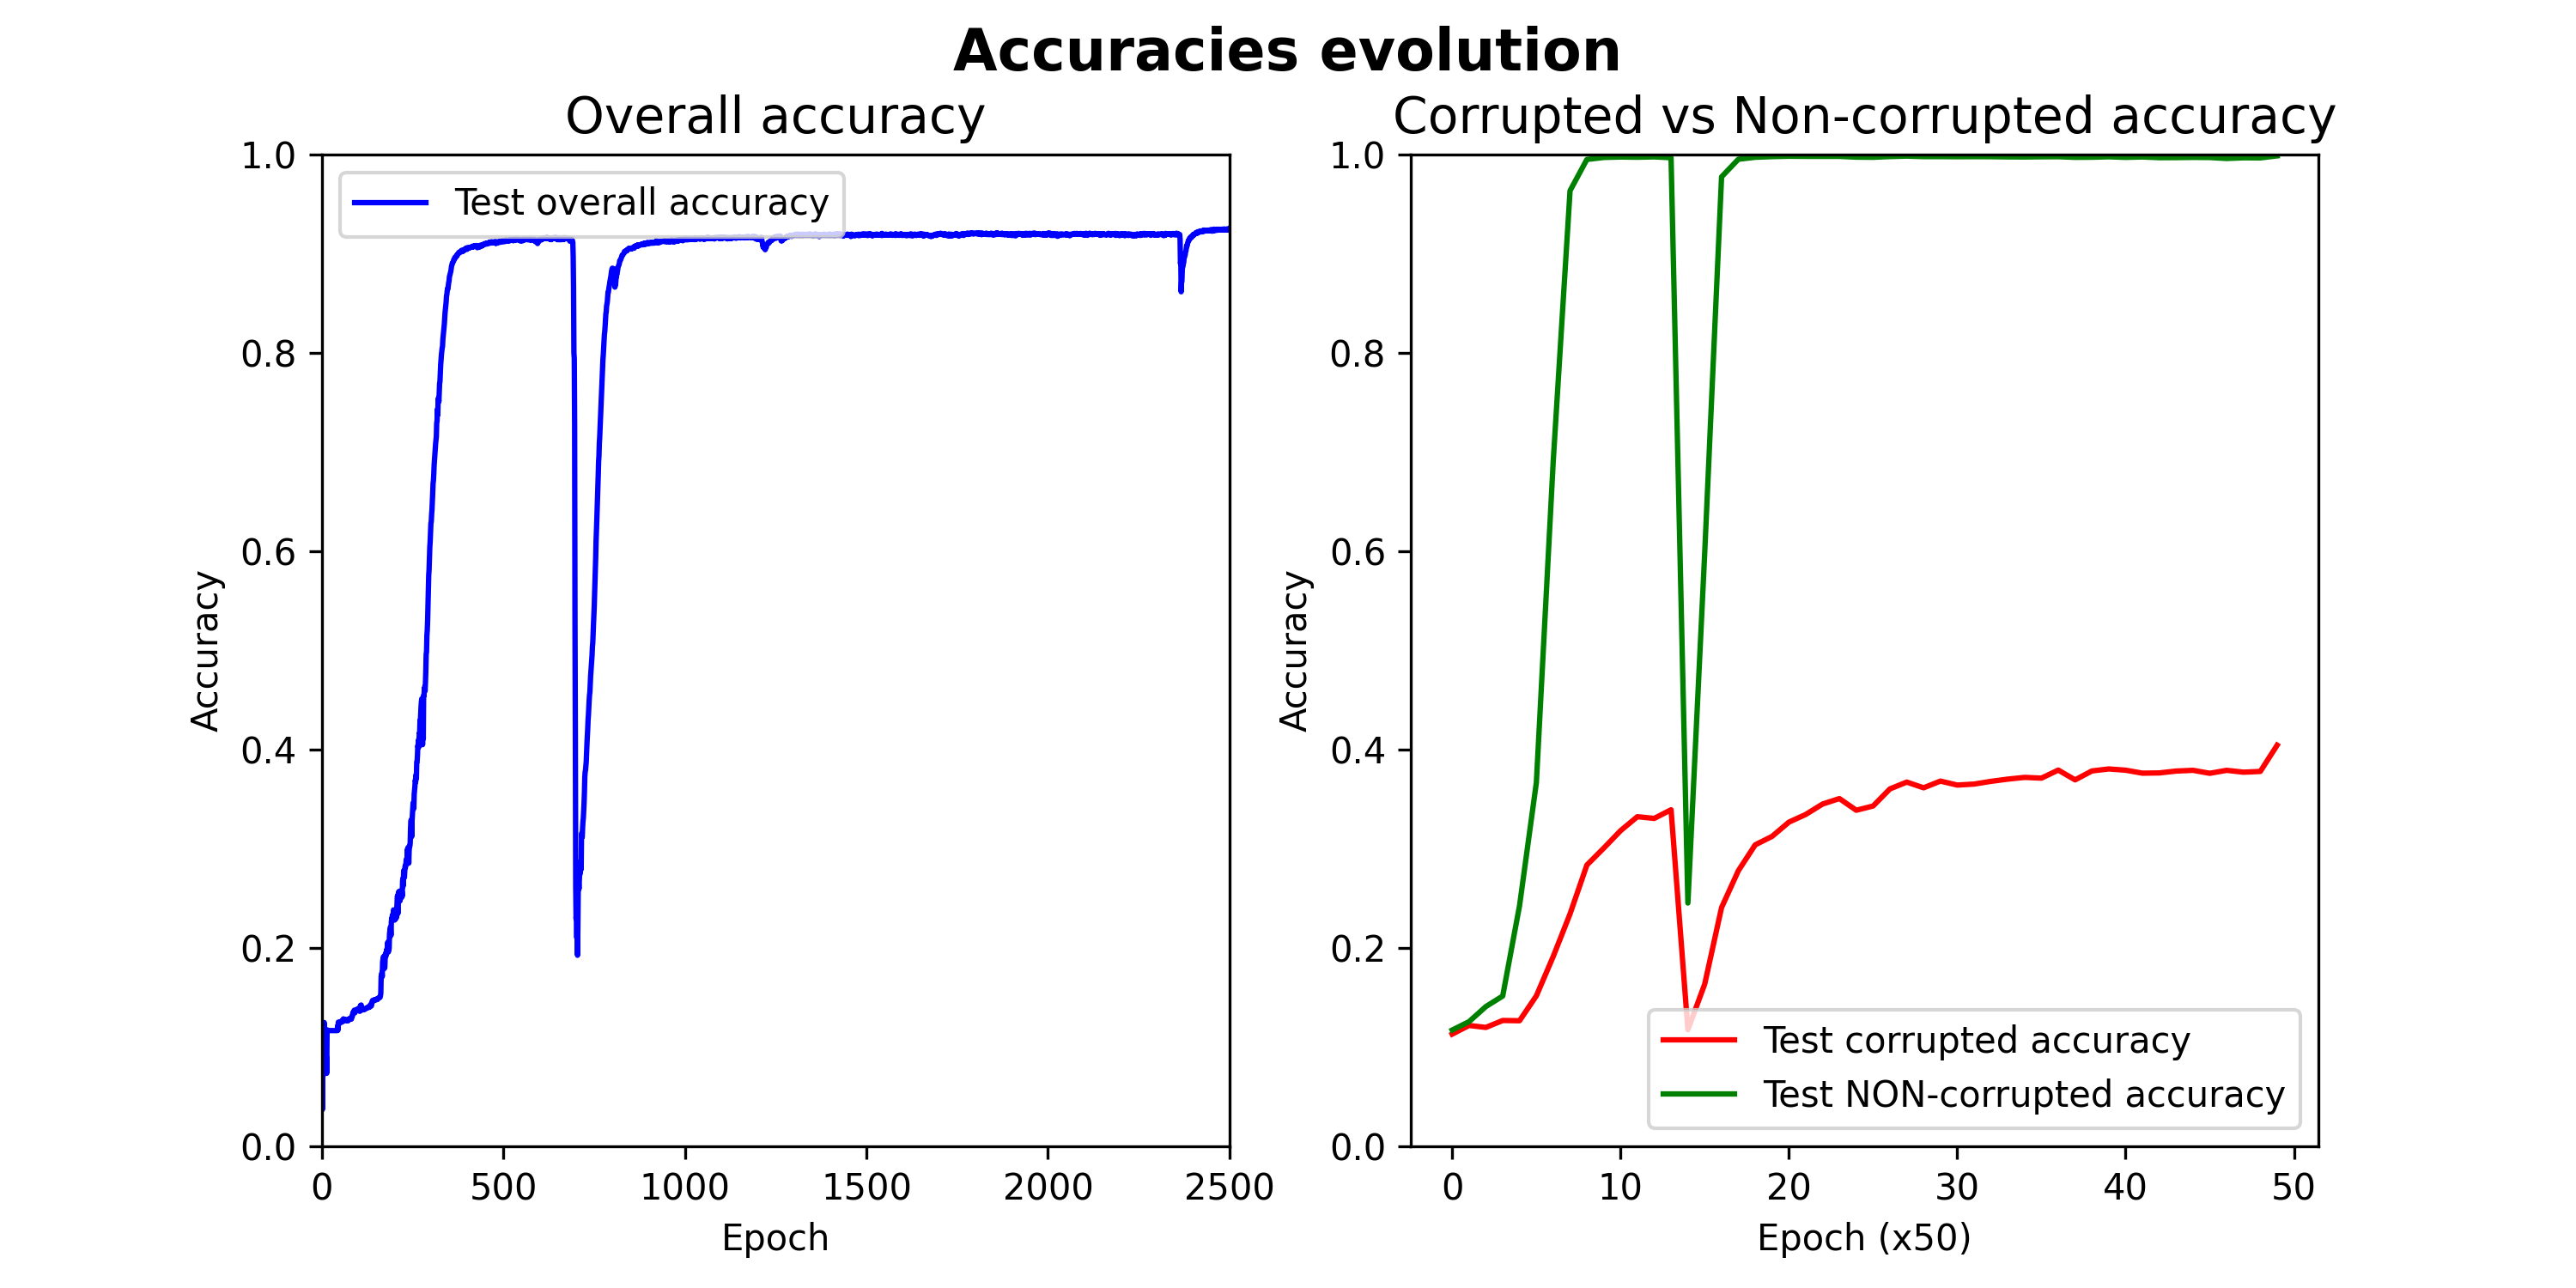 Accuracies evolution
Overall accuracy
1.0
0.8
0.6
0.4
0.2
0.0
Accuracy
Test overall accuracy
0 500 1000 1500 2000 2500
Epoch
Corrupted vs Non-corrupted accuracy
1.0
0.8
0.6
0.4
0.2
0.0
Accuracy
Test corrupted accuracy
Test NON-corrupted accuracy
0 10 20 30 40 50
Epoch (x50)